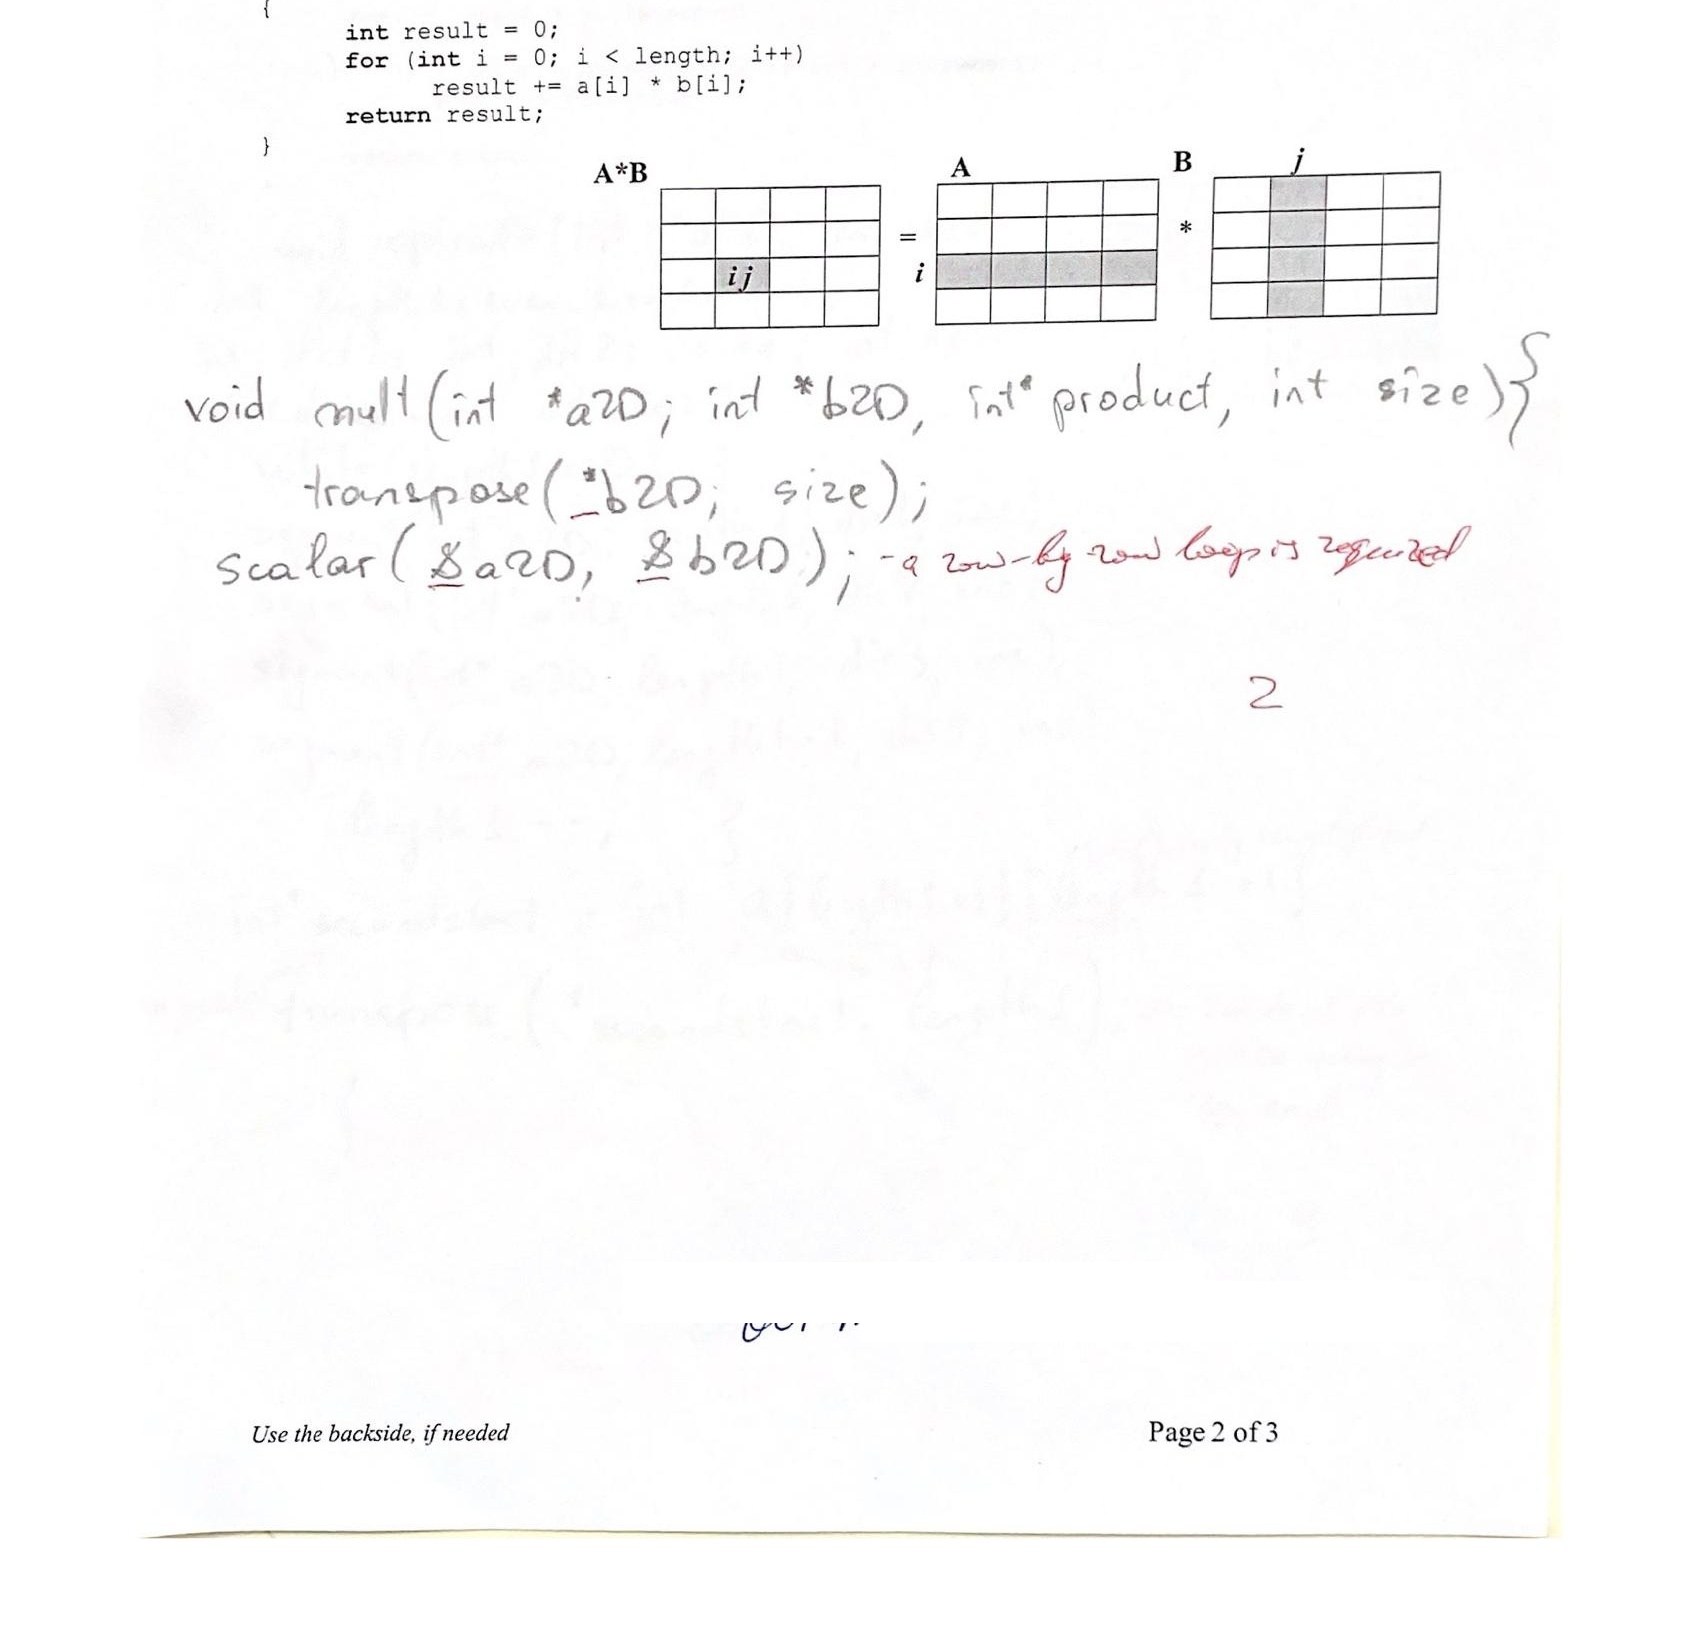 {
int result = 0;
for (int i = 0; i < length; i++)
result += a[i] * b[i];
return result;
}
A*B = A * B
j
i
ij
void mult(int *a2D; int *b2D, int* product, int size){
transpose(*b2D; size);
scalar(&a2D, &b2D); - a row-by row loop is required
2
Use the backside, if needed Page 2 of 3